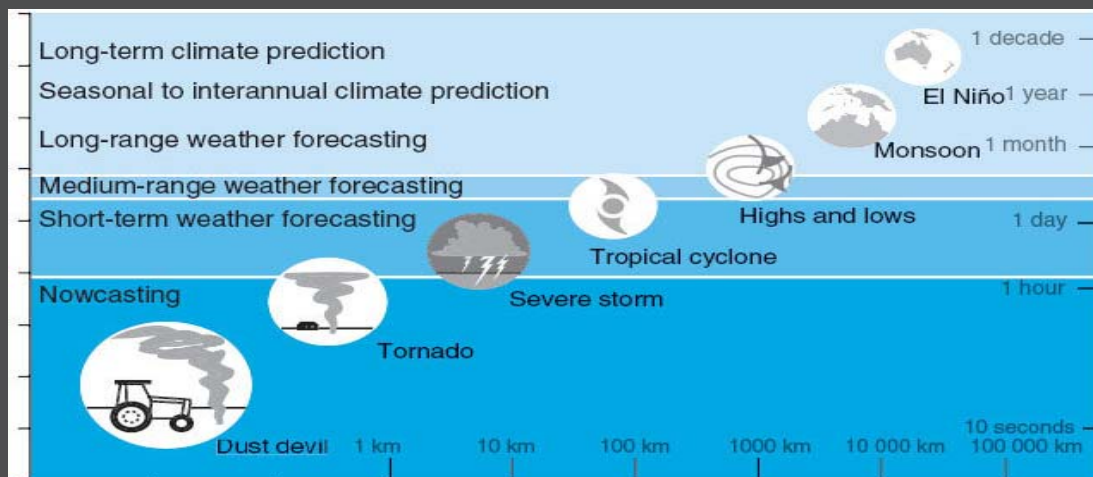 Long-term climate prediction
1 decade
Seasonal to interannual climate prediction
El Niño
1 year
Long-range weather forecasting
Monsoon
1 month
Medium-range weather forecasting
Short-term weather forecasting
Highs and lows
1 day
Tropical cyclone
Nowcasting
Severe storm
1 hour
Tornado
10 seconds
Dust devil
1 km
10 km
100 km
1000 km
10 000 km
100 000 km